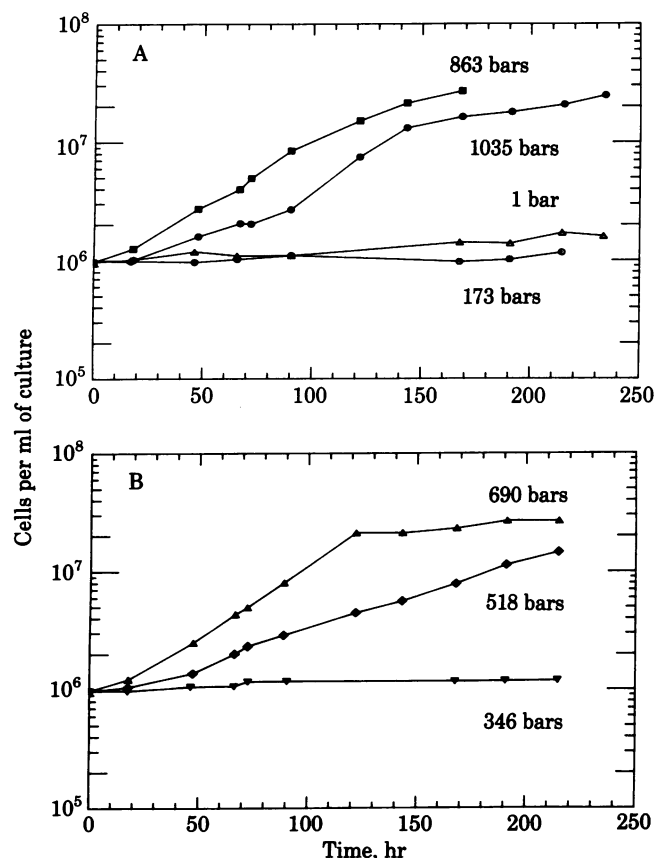 10^8
A
863 bars
10^7
1035 bars
1 bar
10^6
173 bars
10^5
0 50 100 150 200 250
Cells per ml of culture
10^8
B
690 bars
10^7
518 bars
10^6
346 bars
10^5
0 50 100 150 200 250
Time, hr